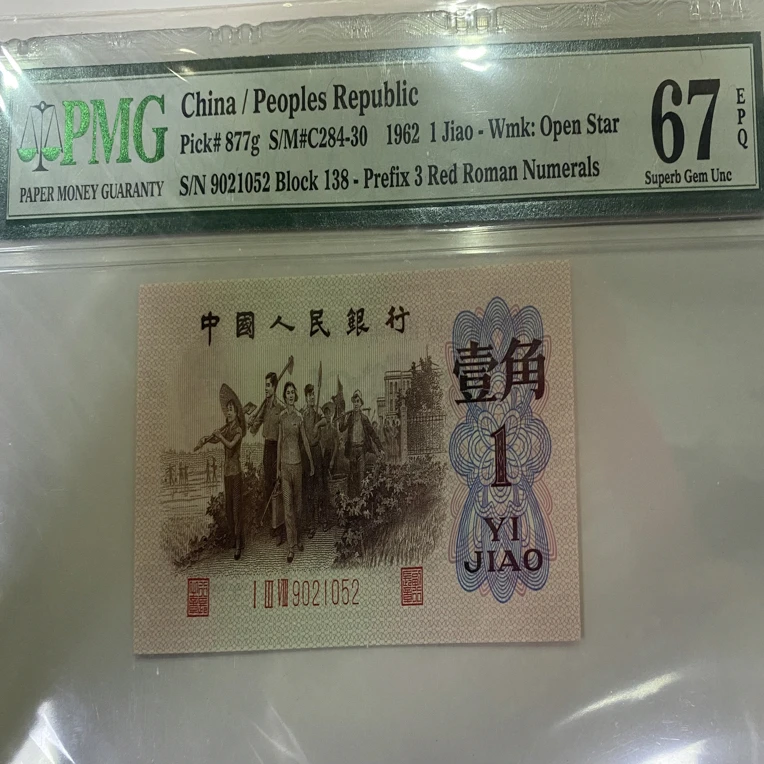 PMG
PAPER MONEY GUARANTY
China / Peoples Republic
Pick# 877g S/M#C284-30 1962 1 Jiao - Wmk: Open Star
S/N 9021052 Block 138 - Prefix 3 Red Roman Numerals
67
EPQ
Superb Gem Unc
中國人民銀行
壹角
1
YI
JIAO
I III VIII 9021052